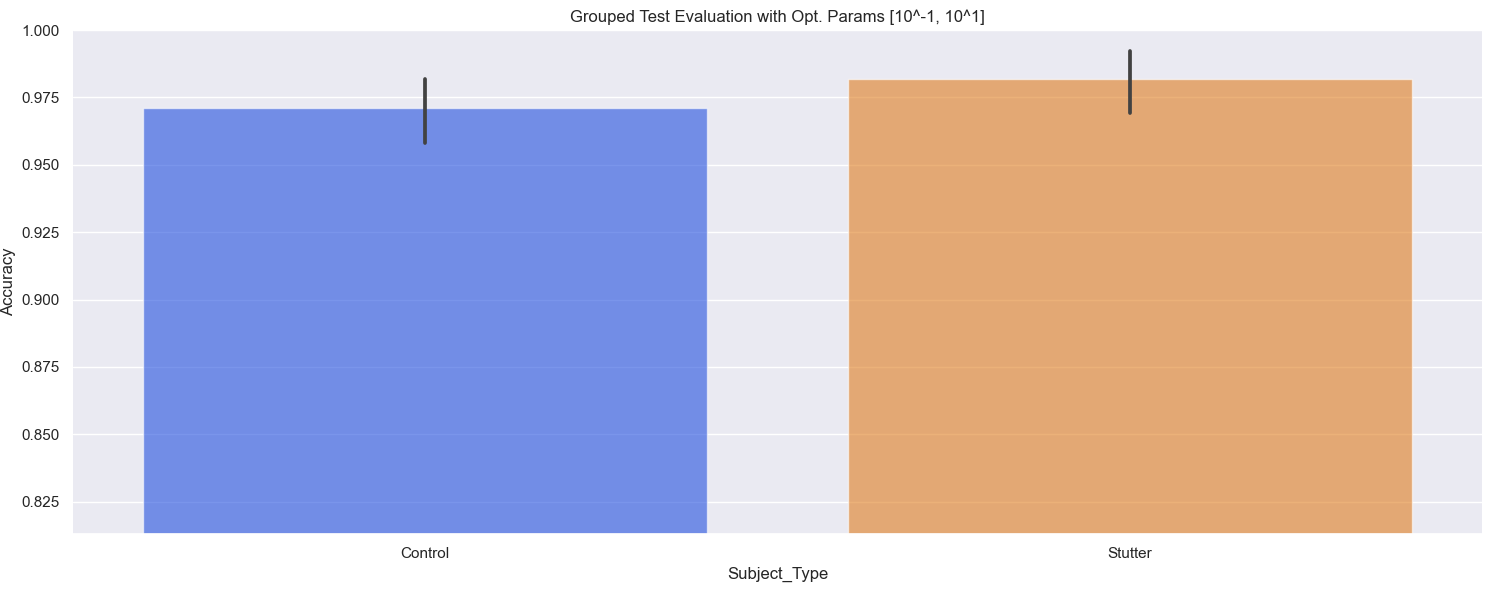 Grouped Test Evaluation with Opt. Params [10^-1, 10^1]
1.000
0.975
0.950
0.925
0.900
0.875
0.850
0.825
Accuracy
Control
Stutter
Subject_Type